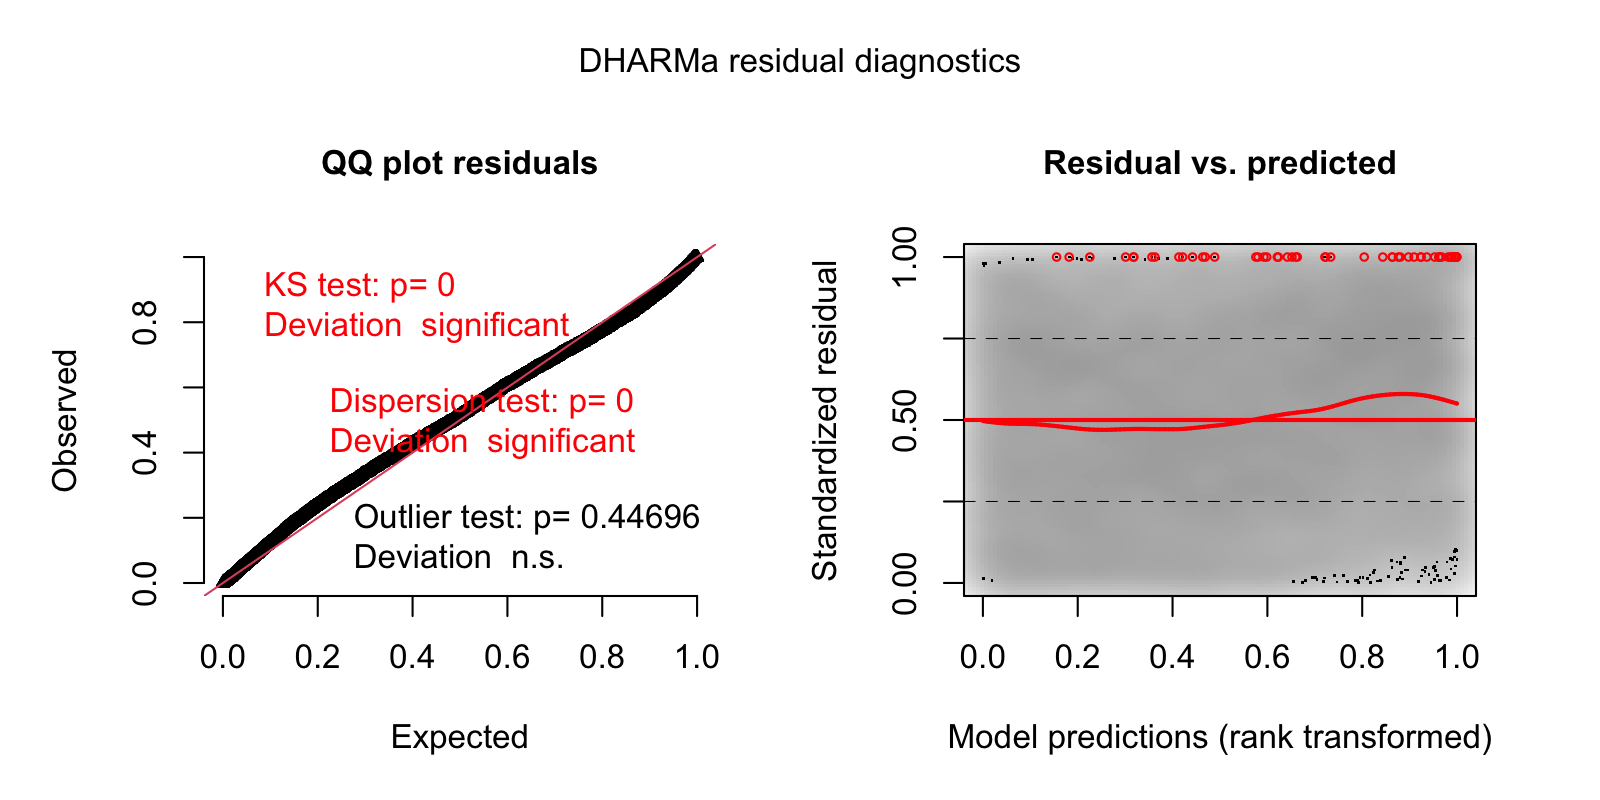 DHARMa residual diagnostics
QQ plot residuals
KS test: p= 0
Deviation  significant
Dispersion test: p= 0
Deviation  significant
Outlier test: p= 0.44696
Deviation  n.s.
Observed
0.0
0.4
0.8
0.0 0.2 0.4 0.6 0.8 1.0
Expected
Residual vs. predicted
Standardized residual
0.00
0.50
1.00
0.0 0.2 0.4 0.6 0.8 1.0
Model predictions (rank transformed)